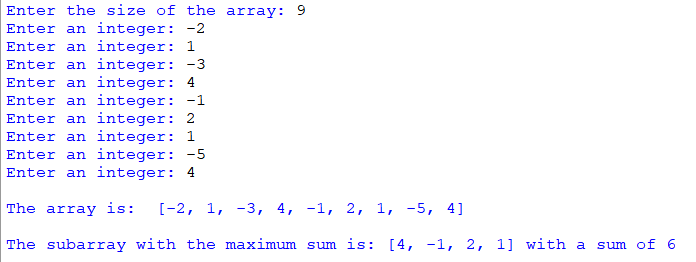 Enter the size of the array: 9
Enter an integer: -2
Enter an integer: 1
Enter an integer: -3
Enter an integer: 4
Enter an integer: -1
Enter an integer: 2
Enter an integer: 1
Enter an integer: -5
Enter an integer: 4
The array is:  [-2, 1, -3, 4, -1, 2, 1, -5, 4]
The subarray with the maximum sum is: [4, -1, 2, 1] with a sum of 6